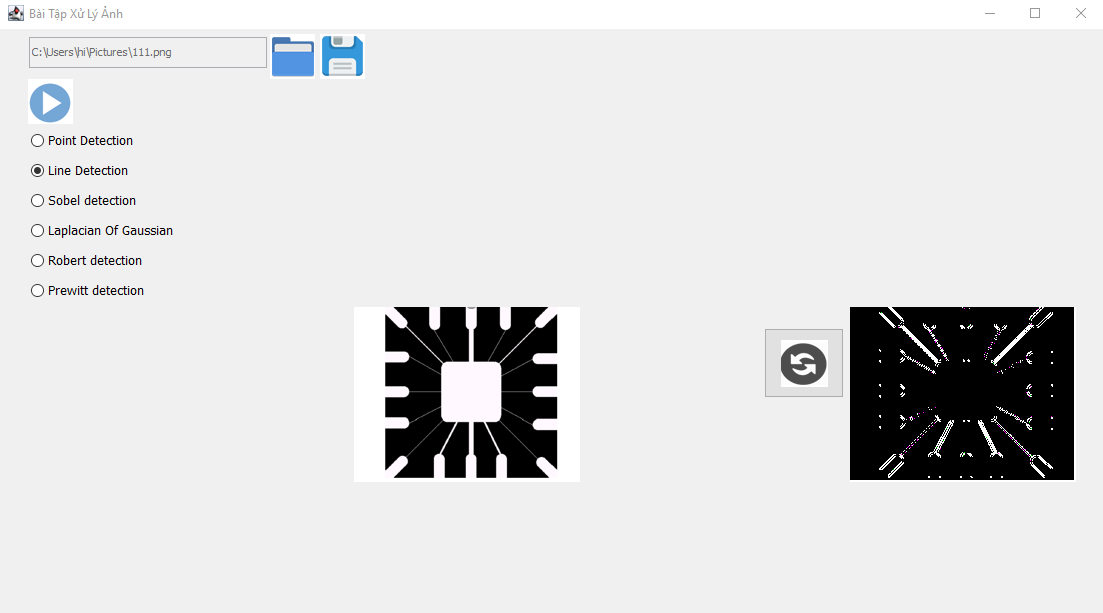 Bài Tập Xử Lý Ảnh
C:\Users\hi\Pictures\111.png
Point Detection
Line Detection
Sobel detection
Laplacian Of Gaussian
Robert detection
Prewitt detection